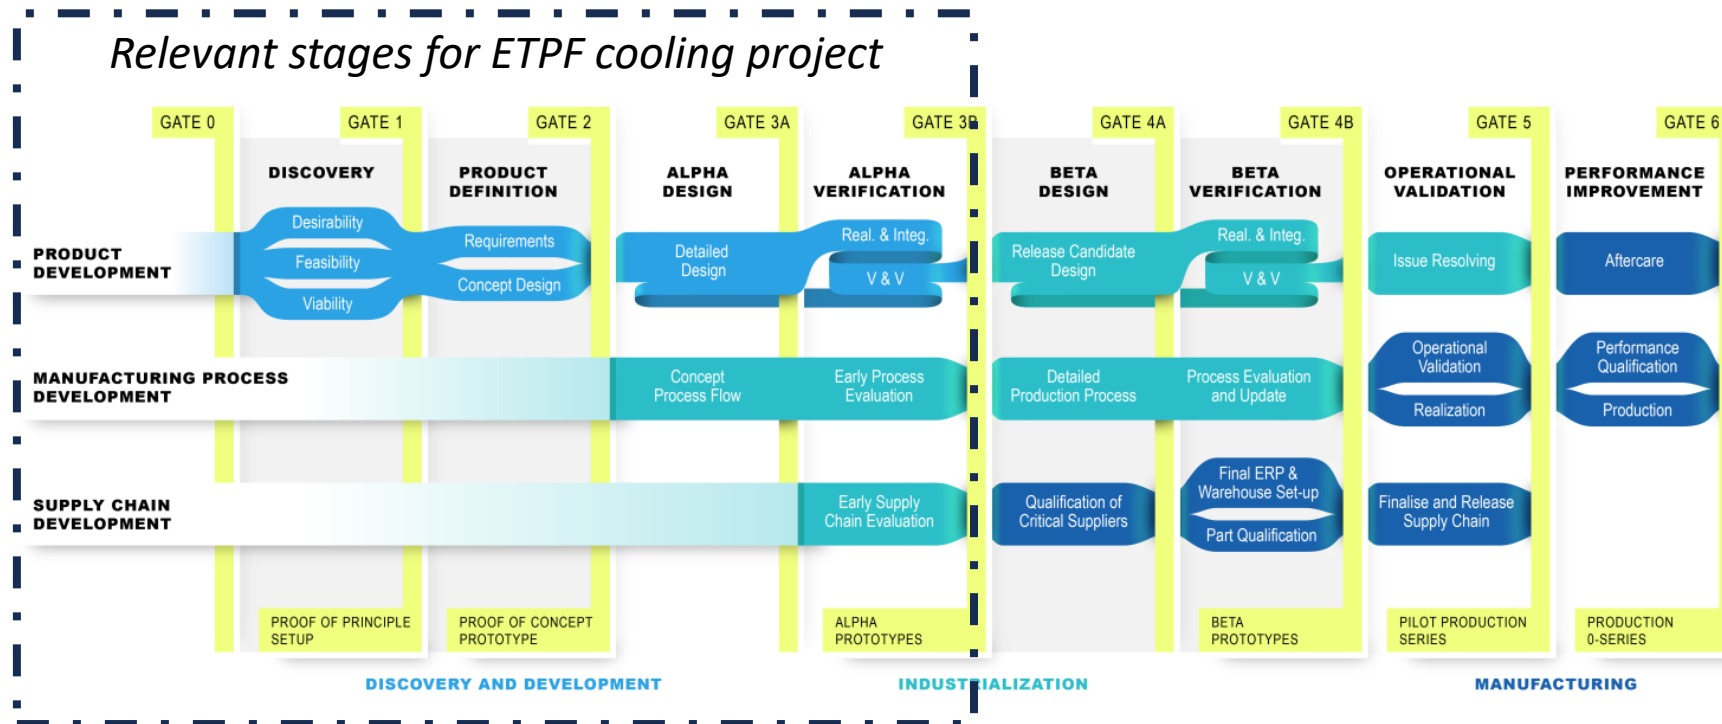 Relevant stages for ETPF cooling project
GATE 0
GATE 1
GATE 2
GATE 3A
GATE 3B
GATE 4A
GATE 4B
GATE 5
GATE 6
DISCOVERY
PRODUCT
DEFINITION
ALPHA
DESIGN
ALPHA
VERIFICATION
BETA
DESIGN
BETA
VERIFICATION
OPERATIONAL
VALIDATION
PERFORMANCE
IMPROVEMENT
PRODUCT
DEVELOPMENT
Desirability
Feasibility
Viability
Requirements
Concept Design
Detailed
Design
Real. & Integ.
V & V
Release Candidate
Design
Real. & Integ.
V & V
Issue Resolving
Aftercare
MANUFACTURING PROCESS
DEVELOPMENT
Concept
Process Flow
Early Process
Evaluation
Detailed
Production Process
Process Evaluation
and Update
Operational
Validation
Realization
Performance
Qualification
Production
SUPPLY CHAIN
DEVELOPMENT
Early Supply
Chain Evaluation
Qualification of
Critical Suppliers
Final ERP &
Warehouse Set-up
Part Qualification
Finalise and Release
Supply Chain
PROOF OF PRINCIPLE
SETUP
PROOF OF CONCEPT
PROTOTYPE
ALPHA
PROTOTYPES
BETA
PROTOTYPES
PILOT PRODUCTION
SERIES
PRODUCTION
0-SERIES
DISCOVERY AND DEVELOPMENT
INDUSTRIALIZATION
MANUFACTURING